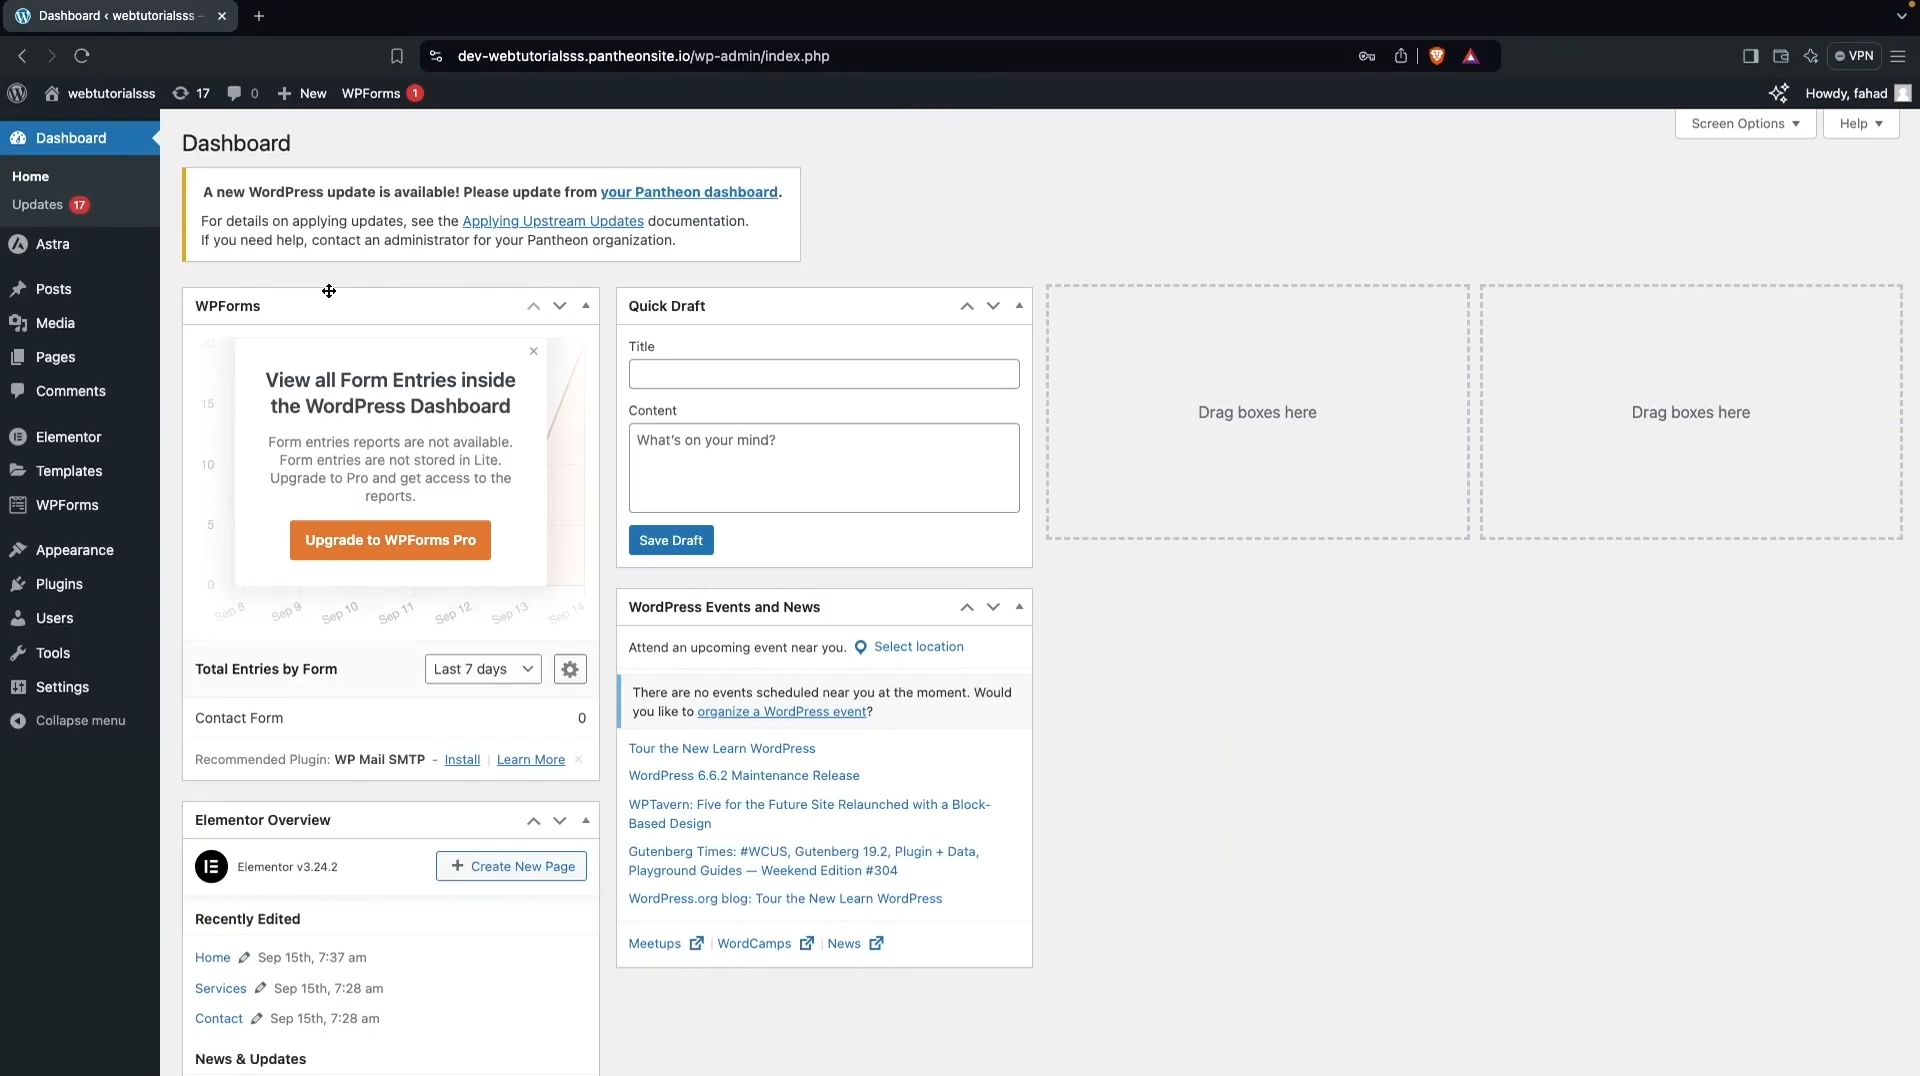 Dashboard ‹ webtutorialsss –
dev-webtutorialsss.pantheonsite.io/wp-admin/index.php
VPN
webtutorialsss
17
0
New
WPForms 1
Howdy, fahad
Dashboard
Home
Updates 17
Astra
Posts
Media
Pages
Comments
Elementor
Templates
WPForms
Appearance
Plugins
Users
Tools
Settings
Collapse menu
Screen Options
Help
Dashboard
A new WordPress update is available! Please update from your Pantheon dashboard.
For details on applying updates, see the Applying Upstream Updates documentation.
If you need help, contact an administrator for your Pantheon organization.
WPForms
20
15
10
5
0
View all Form Entries inside
the WordPress Dashboard
Form entries reports are not available.
Form entries are not stored in Lite.
Upgrade to Pro and get access to the
reports.
Upgrade to WPForms Pro
Sep 8
Sep 9
Sep 10
Sep 11
Sep 12
Sep 13
Sep 14
Total Entries by Form
Last 7 days
Contact Form
0
Recommended Plugin: WP Mail SMTP - Install | Learn More
Elementor Overview
Elementor v3.24.2
Create New Page
Recently Edited
Home Sep 15th, 7:37 am
Services Sep 15th, 7:28 am
Contact Sep 15th, 7:28 am
News & Updates
Quick Draft
Title
Content
What's on your mind?
Save Draft
WordPress Events and News
Attend an upcoming event near you. Select location
There are no events scheduled near you at the moment. Would
you like to organize a WordPress event?
Tour the New Learn WordPress
WordPress 6.6.2 Maintenance Release
WPTavern: Five for the Future Site Relaunched with a Block-
Based Design
Gutenberg Times: #WCUS, Gutenberg 19.2, Plugin + Data,
Playground Guides — Weekend Edition #304
WordPress.org blog: Tour the New Learn WordPress
Meetups | WordCamps | News
Drag boxes here
Drag boxes here